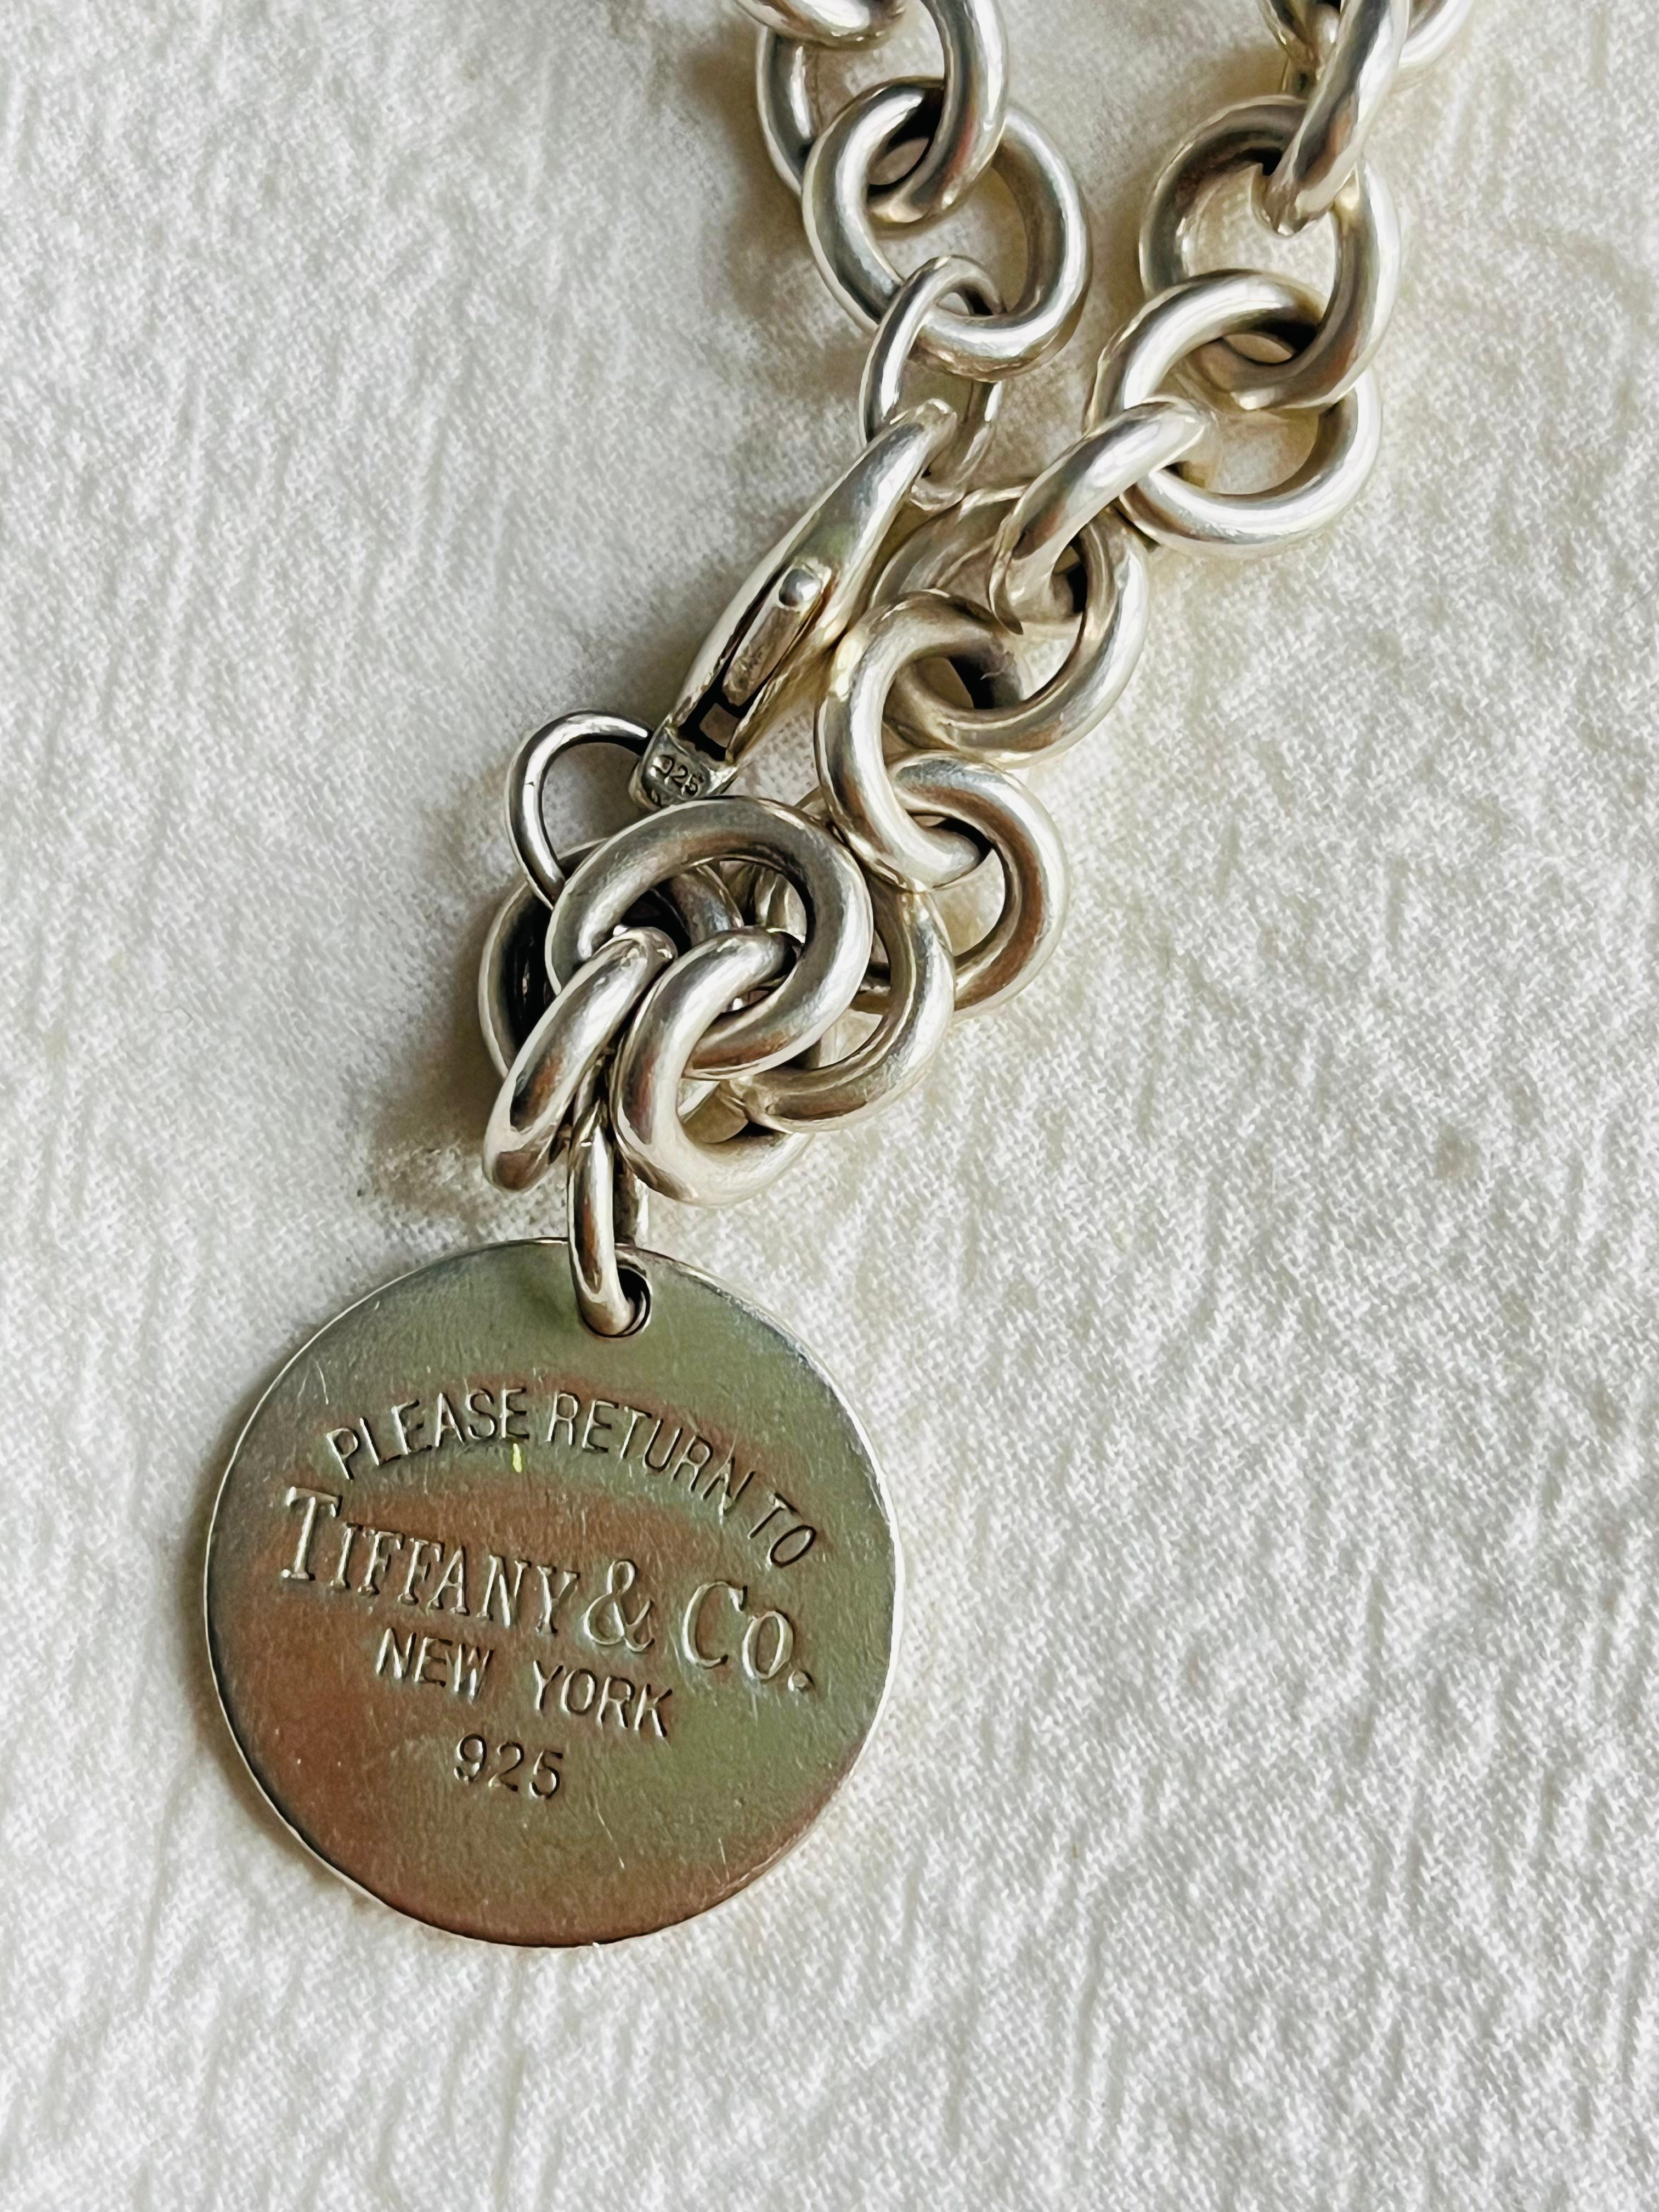 925
PLEASE RETURN TO
TIFFANY & CO.
NEW YORK
925